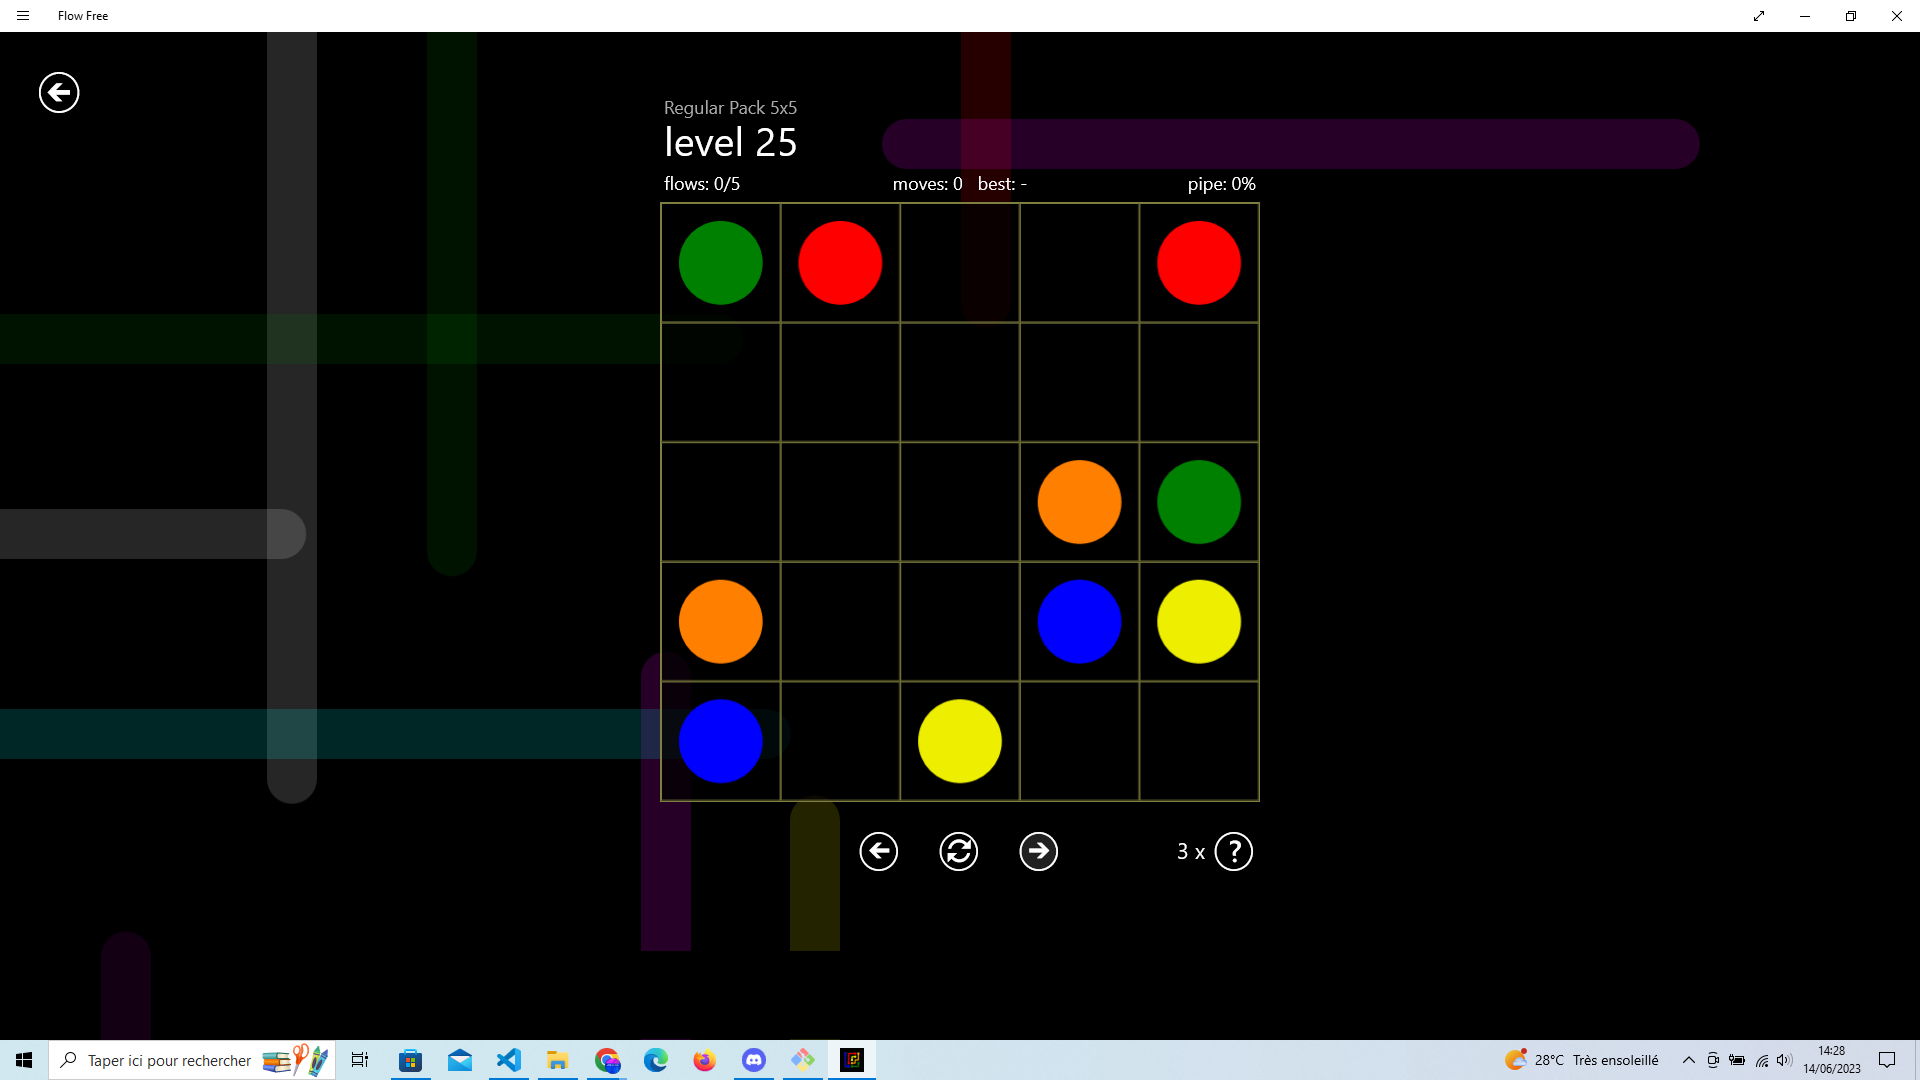 Flow Free
Regular Pack 5x5
level 25
flows: 0/5 moves: 0 best: - pipe: 0%
3 x ?
Taper ici pour rechercher
28°C Très ensoleillé
14:28
14/06/2023